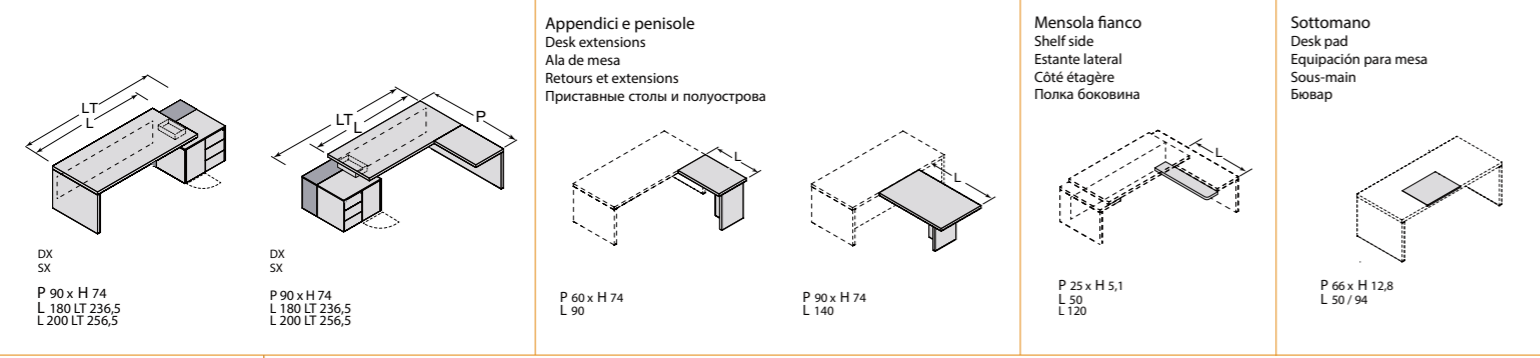 LT
L
DX
SX
P 90 x H 74
L 180 LT 236,5
L 200 LT 256,5
LT
L
P
DX
SX
P 90 x H 74
L 180 LT 236,5
L 200 LT 256,5
Appendici e penisole
Desk extensions
Ala de mesa
Retours et extensions
Приставные столы и полуострова
L
P 60 x H 74
L 90
L
P 90 x H 74
L 140
Mensola fianco
Shelf side
Estante lateral
Côté étagère
Полка боковина
L
P 25 x H 5,1
L 50
L 120
Sottomano
Desk pad
Equipación para mesa
Sous-main
Бювар
P 66 x H 12,8
L 50 / 94